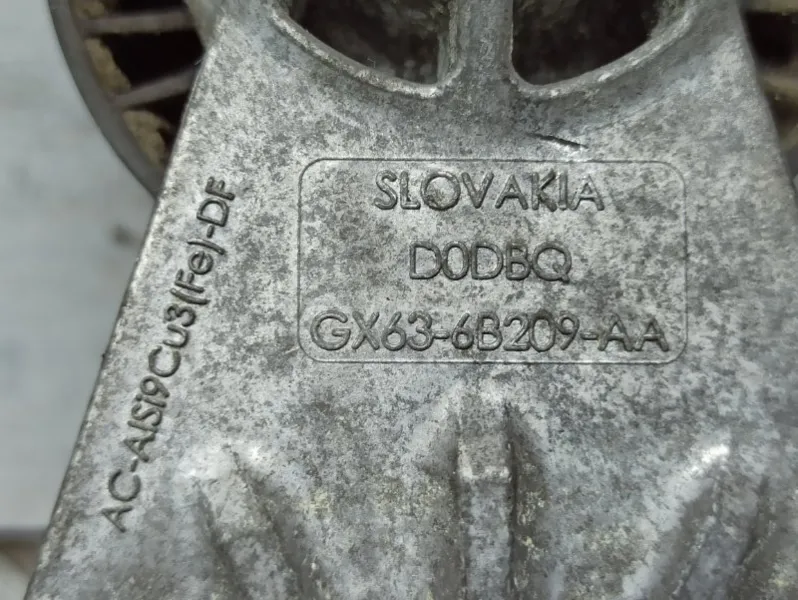 SLOVAKIA
D0DBQ
GX63-6B209-AA
AC-AlSi9Cu3(Fe)-DF